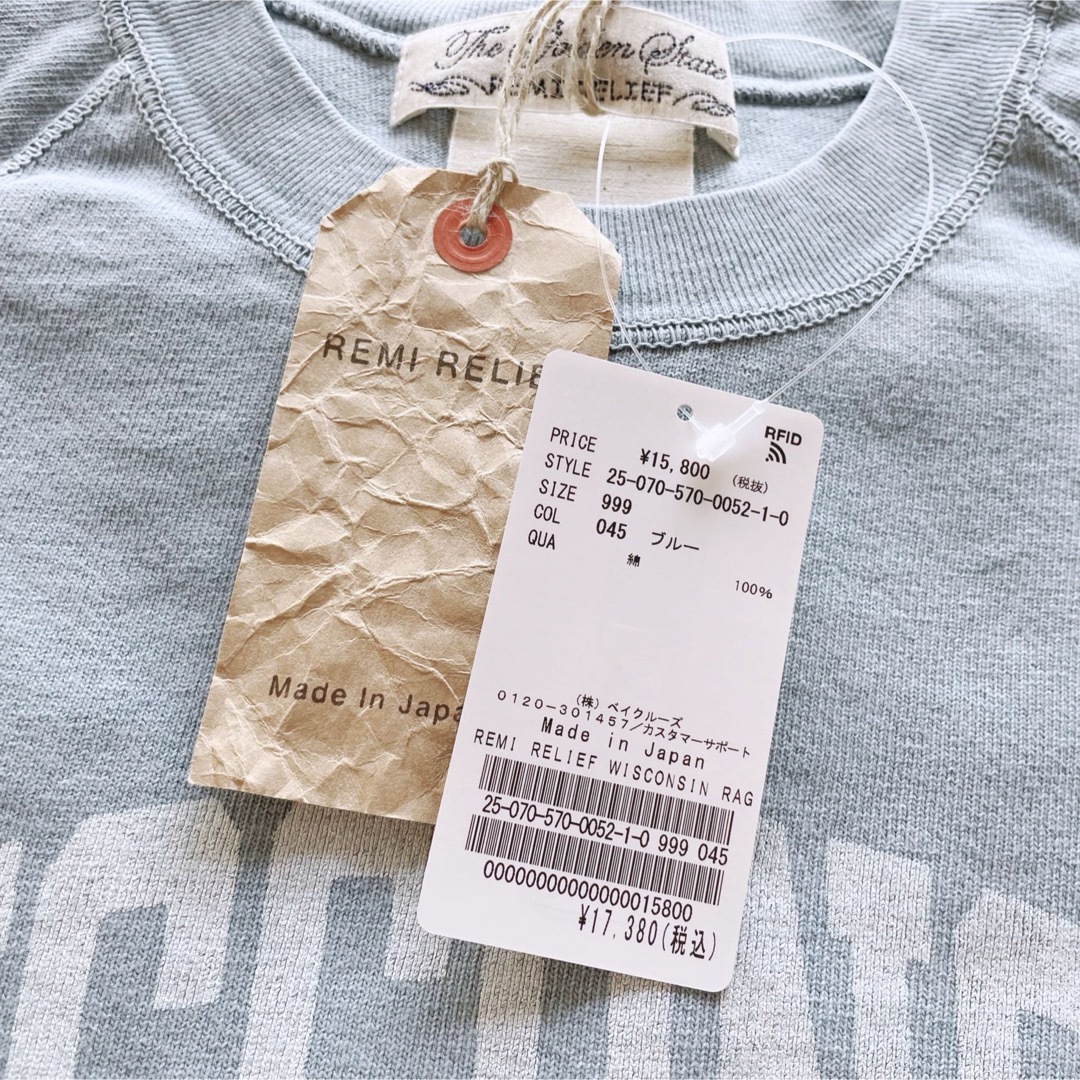 The Golden State
REMI RELIEF
REMI RELIE
Made In Japa
RFID
PRICE ¥15,800 (税抜)
STYLE 25-070-570-0052-1-0
SIZE 999
COL 045 ブルー
QUA 綿 100%
(株) ベイクルーズ
0120-301457/カスタマーサポート
Made in Japan
REMI RELIEF WISCONSIN RAG
25-070-570-0052-1-0 999 045
00000000000000015800
¥17,380(税込)